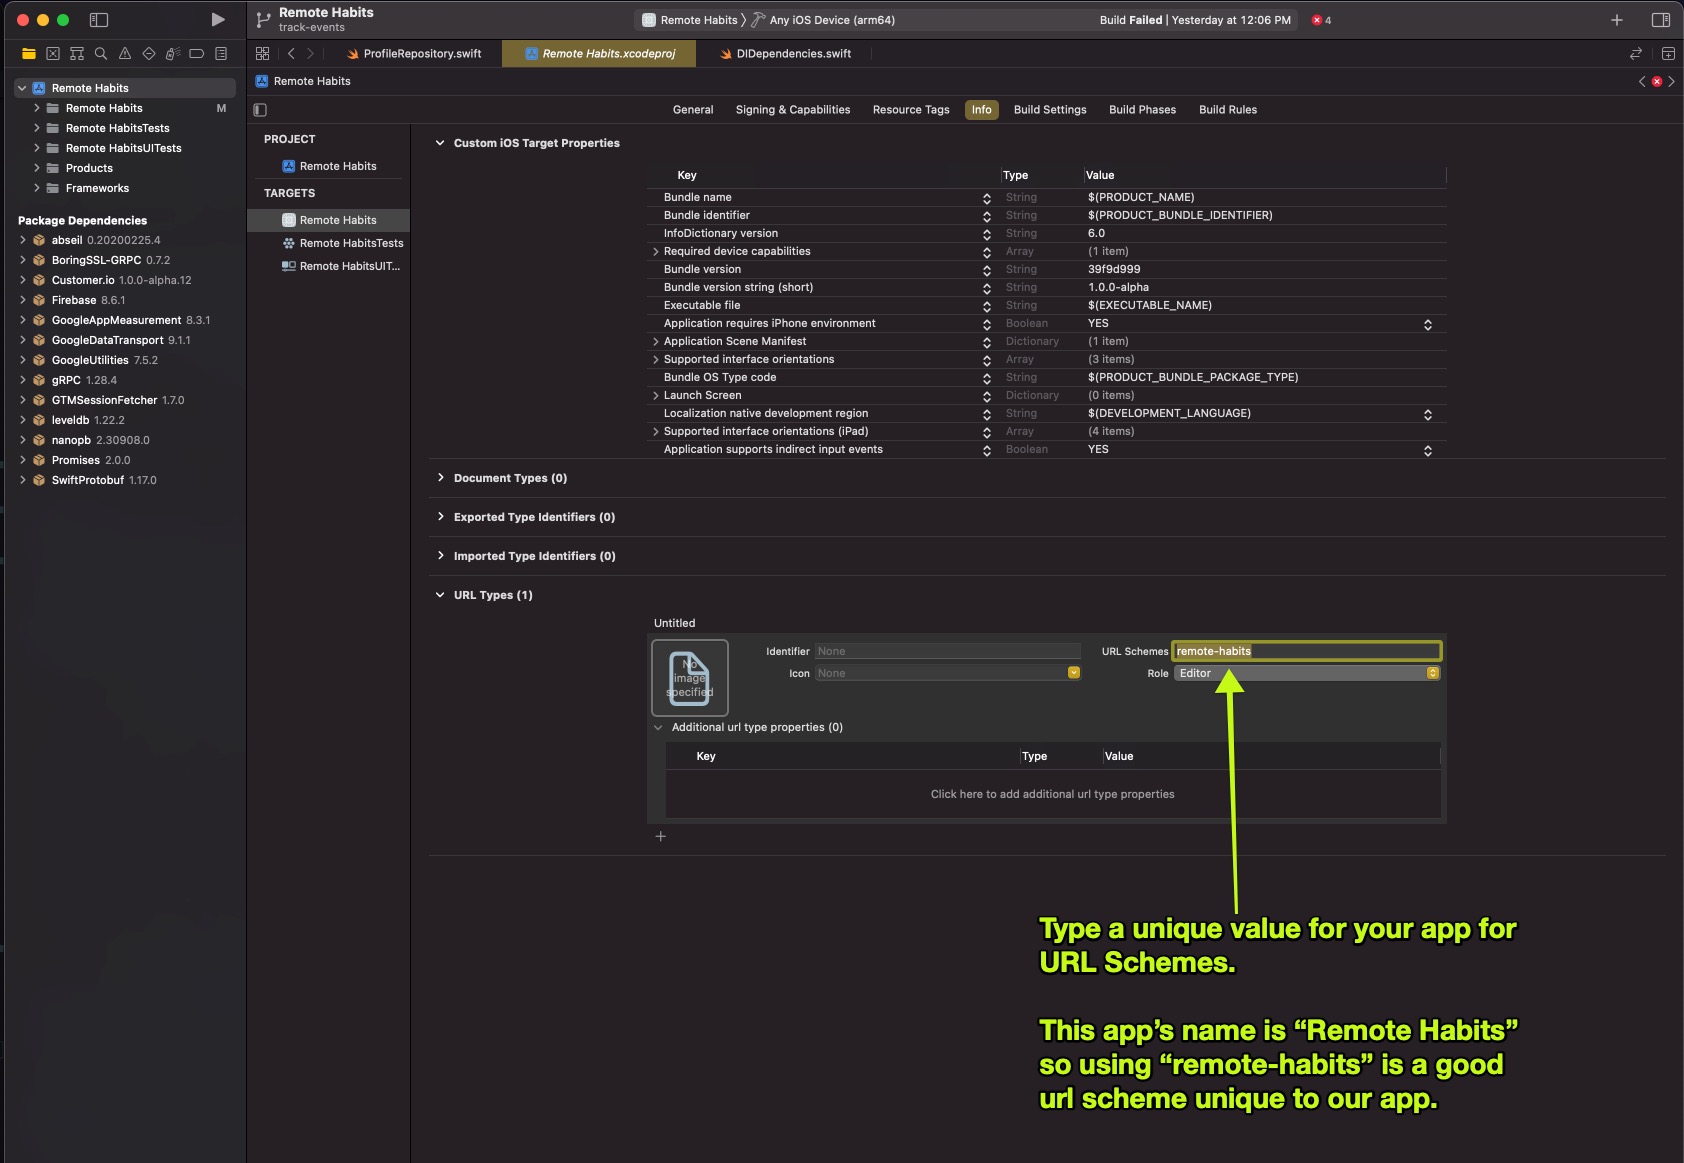 Remote Habits
track-events
Remote Habits
Any iOS Device (arm64)
Build Failed | Yesterday at 12:06 PM
4
ProfileRepository.swift
Remote Habits.xcodeproj
DIDependencies.swift
Remote Habits
Remote Habits
Remote Habits M
Remote HabitsTests
Remote HabitsUITests
Products
Frameworks
Package Dependencies
abseil 0.20200225.4
BoringSSL-GRPC 0.7.2
Customer.io 1.0.0-alpha.12
Firebase 8.6.1
GoogleAppMeasurement 8.3.1
GoogleDataTransport 9.1.1
GoogleUtilities 7.5.2
gRPC 1.28.4
GTMSessionFetcher 1.7.0
leveldb 1.22.2
nanopb 2.30908.0
Promises 2.0.0
SwiftProtobuf 1.17.0
General Signing & Capabilities Resource Tags Info Build Settings Build Phases Build Rules
PROJECT
Remote Habits
TARGETS
Remote Habits
Remote HabitsTests
Remote HabitsUIT...
Custom iOS Target Properties
Key Type Value
Bundle name String $(PRODUCT_NAME)
Bundle identifier String $(PRODUCT_BUNDLE_IDENTIFIER)
InfoDictionary version String 6.0
Required device capabilities Array (1 item)
Bundle version String 39f9d999
Bundle version string (short) String 1.0.0-alpha
Executable file String $(EXECUTABLE_NAME)
Application requires iPhone environment Boolean YES
Application Scene Manifest Dictionary (1 item)
Supported interface orientations Array (3 items)
Bundle OS Type code String $(PRODUCT_BUNDLE_PACKAGE_TYPE)
Launch Screen Dictionary (0 items)
Localization native development region String $(DEVELOPMENT_LANGUAGE)
Supported interface orientations (iPad) Array (4 items)
Application supports indirect input events Boolean YES
Document Types (0)
Exported Type Identifiers (0)
Imported Type Identifiers (0)
URL Types (1)
Untitled
No
image
specified
Identifier None
URL Schemes remote-habits
Icon None
Role Editor
Additional url type properties (0)
Key Type Value
Click here to add additional url type properties
Type a unique value for your app for
URL Schemes.
This app’s name is “Remote Habits”
so using “remote-habits” is a good
url scheme unique to our app.